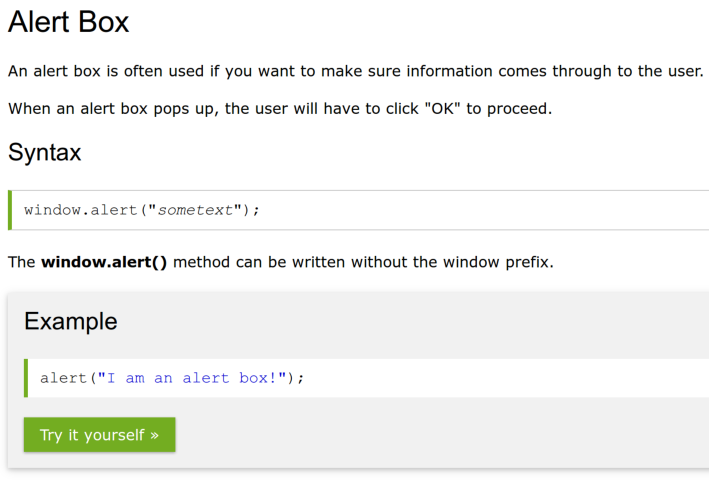 Alert Box
An alert box is often used if you want to make sure information comes through to the user.
When an alert box pops up, the user will have to click "OK" to proceed.
Syntax
window.alert("sometext");
The window.alert() method can be written without the window prefix.
Example
alert("I am an alert box!");
Try it yourself »